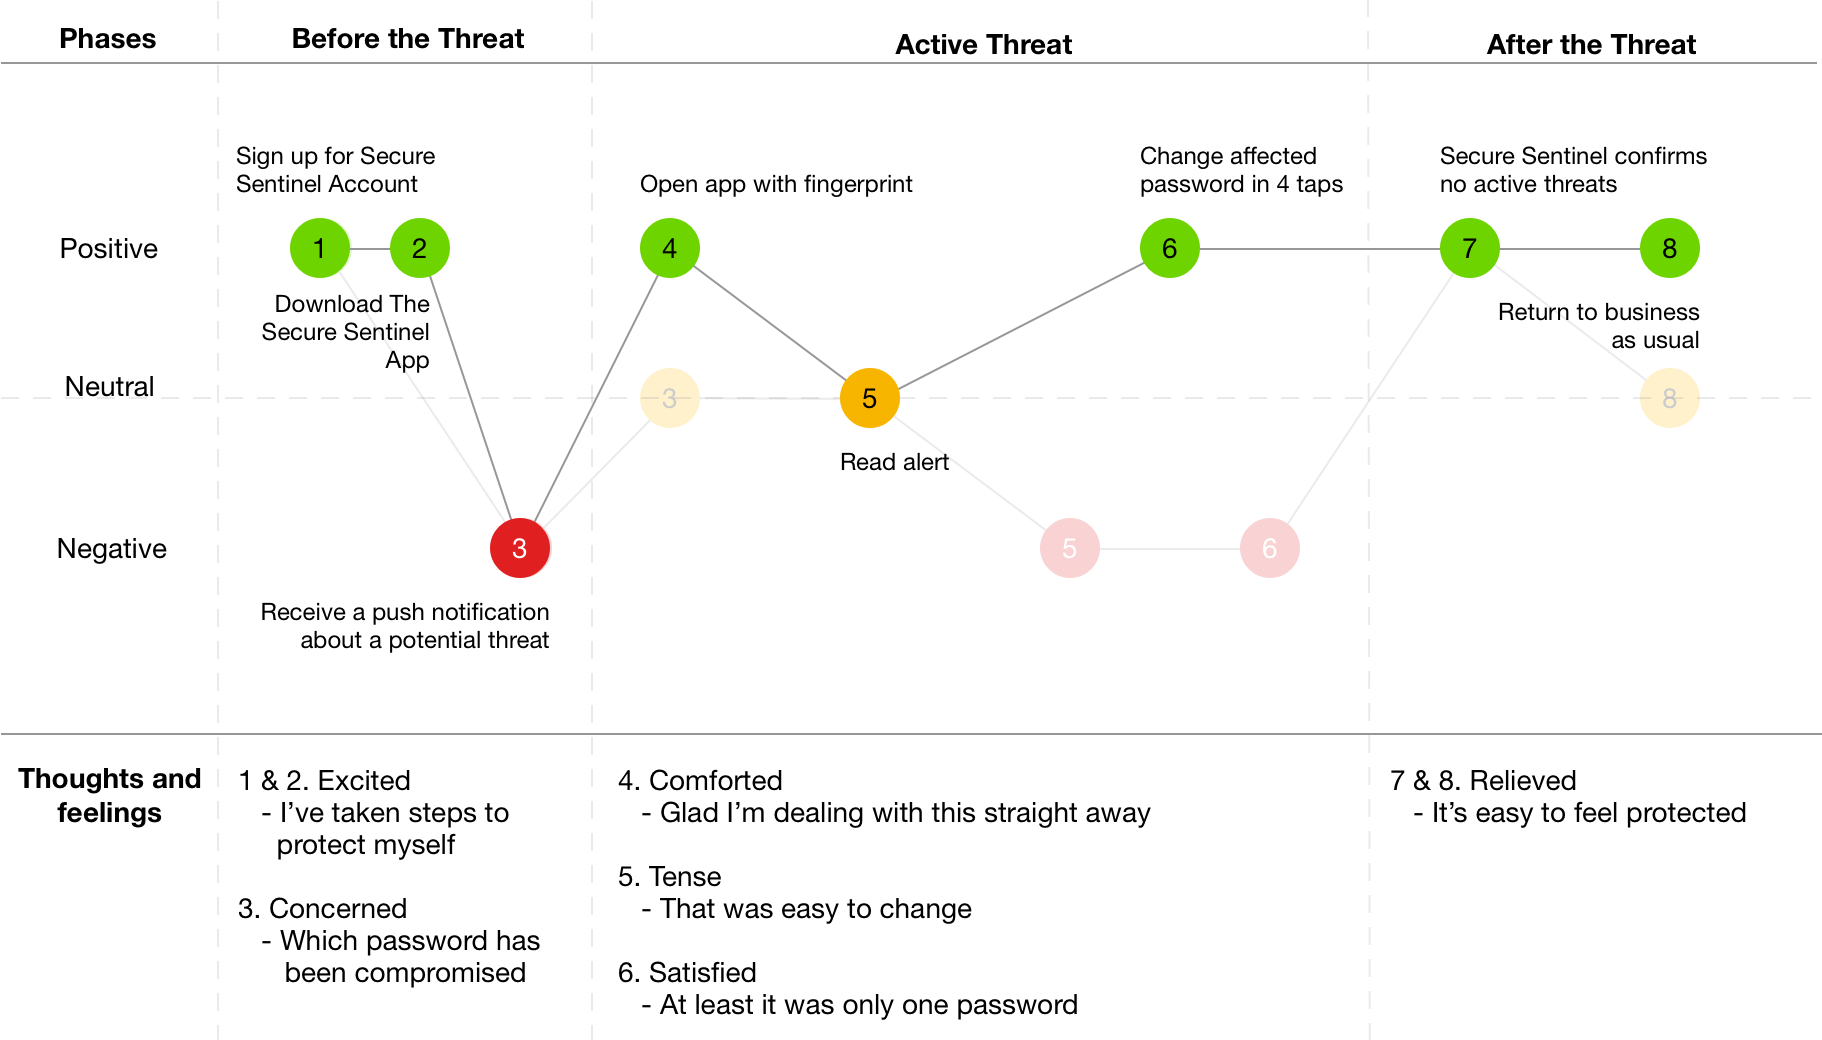 Phases
Before the Threat
Active Threat
After the Threat
Sign up for Secure
Sentinel Account
Open app with fingerprint
Change affected
password in 4 taps
Secure Sentinel confirms
no active threats
Positive
1
2
4
6
7
8
Download The
Secure Sentinel
App
Return to business
as usual
Neutral
3
5
8
Read alert
Negative
3
5
6
Receive a push notification
about a potential threat
Thoughts and
feelings
1 & 2. Excited
- I’ve taken steps to
protect myself
3. Concerned
- Which password has
been compromised
4. Comforted
- Glad I’m dealing with this straight away
5. Tense
- That was easy to change
6. Satisfied
- At least it was only one password
7 & 8. Relieved
- It’s easy to feel protected